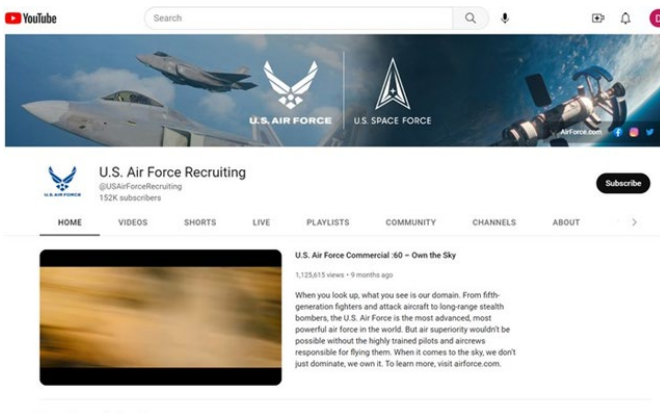 YouTube
Search
U.S. AIR FORCE
U.S. SPACE FORCE
AirForce.com
U.S. Air Force Recruiting
@USAirForceRecruiting
152K subscribers
U.S. AIR FORCE
Subscribe
HOME VIDEOS SHORTS LIVE PLAYLISTS COMMUNITY CHANNELS ABOUT
U.S. Air Force Commercial :60 – Own the Sky
1,125,615 views • 9 months ago
When you look up, what you see is our domain. From fifth-
generation fighters and attack aircraft to long-range stealth
bombers, the U.S. Air Force is the most advanced, most
powerful air force in the world. But air superiority wouldn't be
possible without the highly trained pilots and aircrews
responsible for flying them. When it comes to the sky, we don't
just dominate, we own it. To learn more, visit airforce.com.